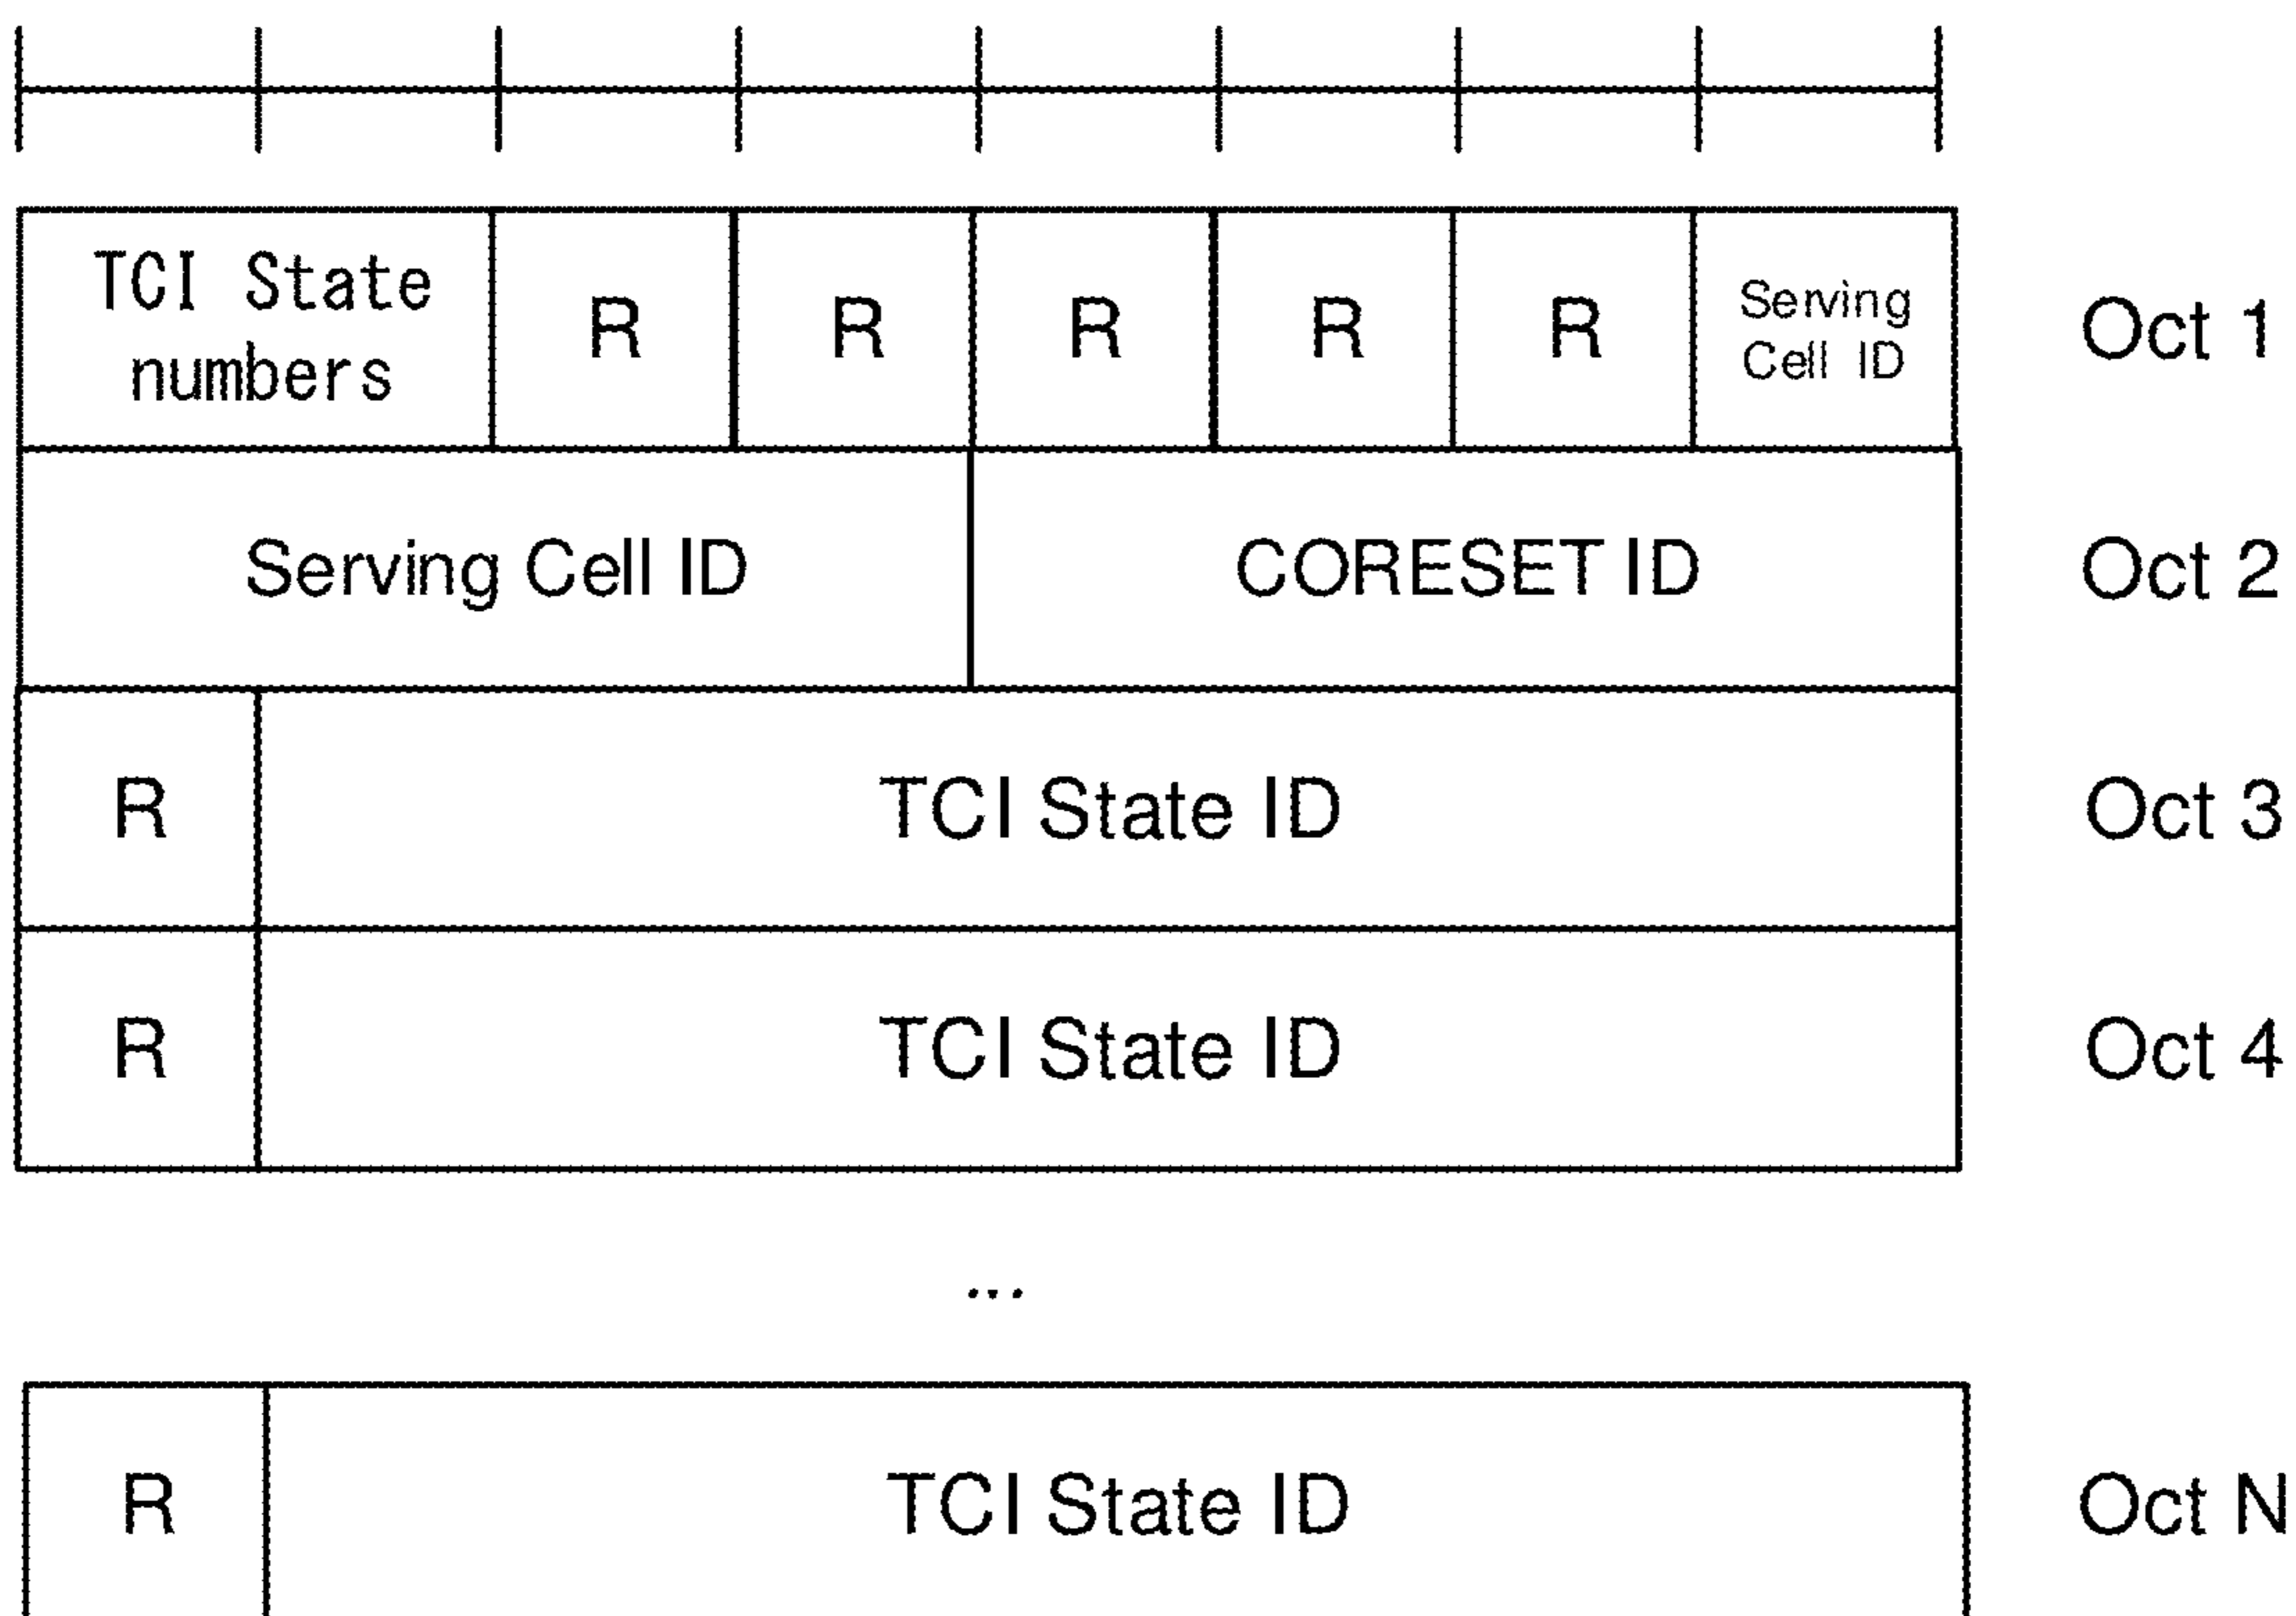 TCI State numbers R R R R R Serving Cell ID Oct 1
Serving Cell ID CORESET ID Oct 2
R TCI State ID Oct 3
R TCI State ID Oct 4
...
R TCI State ID Oct N